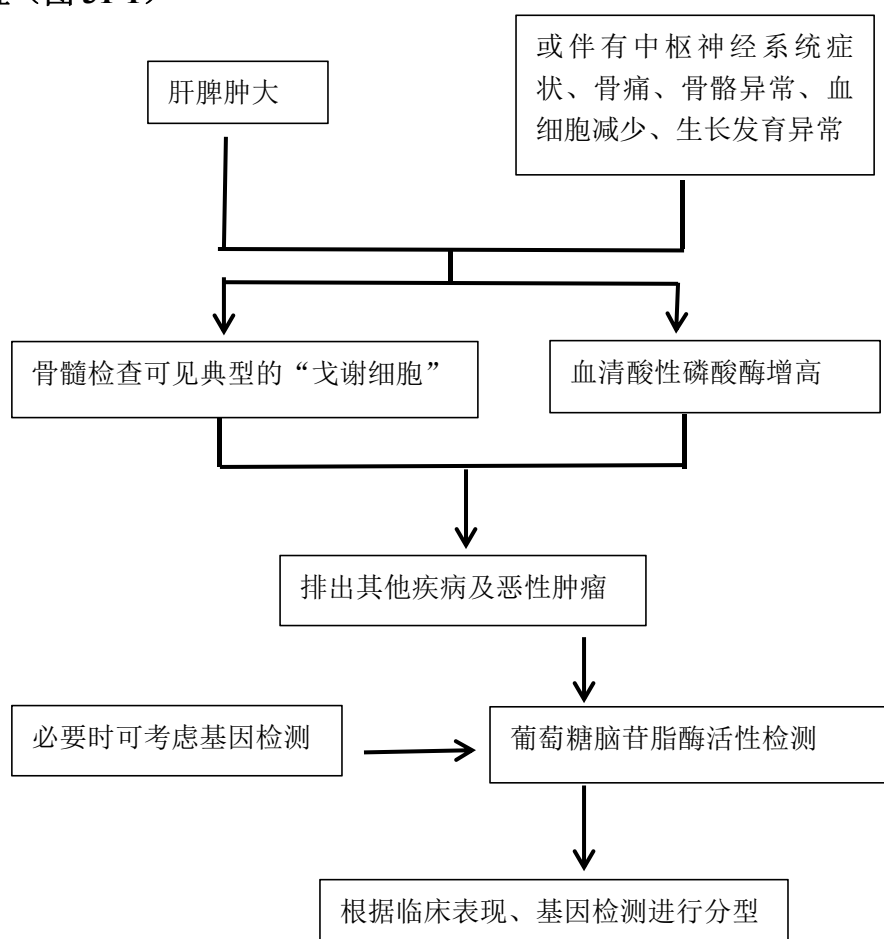 (图 31-1)
肝脾肿大
或伴有中枢神经系统症
状、骨痛、骨骼异常、血
细胞减少、生长发育异常
骨髓检查可见典型的“戈谢细胞”
血清酸性磷酸酶增高
排出其他疾病及恶性肿瘤
必要时可考虑基因检测
葡萄糖脑苷脂酶活性检测
根据临床表现、基因检测进行分型